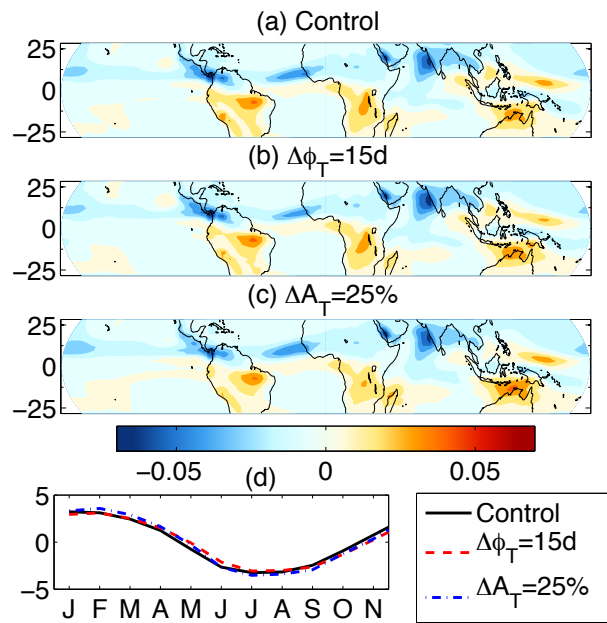 (a) Control
25
0
−25
(b) Δϕ_T=15d
25
0
−25
(c) ΔA_T=25%
25
0
−25
−0.05 0 0.05
(d)
5
0
−5
J F M A M J J A S O N
Control
Δϕ_T=15d
ΔA_T=25%